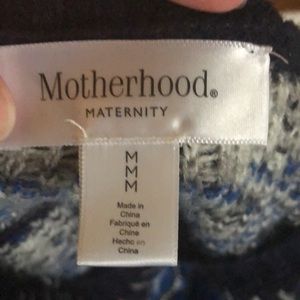 Motherhood®
MATERNITY
M
M
M
Made in
China
Fabriqué en
Chine
Hecho en
China